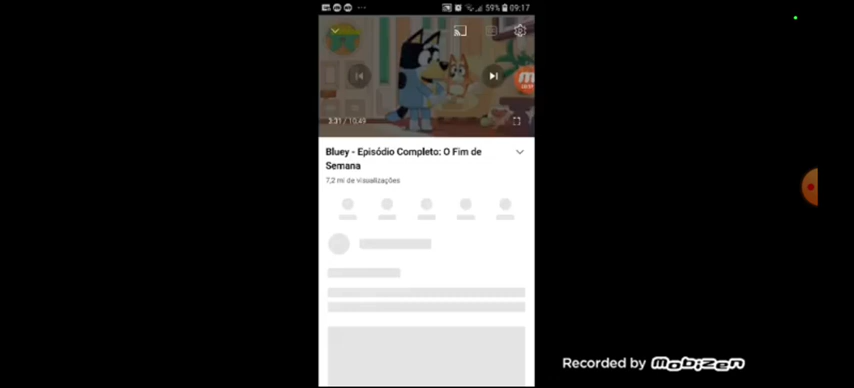 59% 09:17
3:31 / 10:49
Bluey - Episódio Completo: O Fim de
Semana
7,2 mi de visualizações
Recorded by mobizen